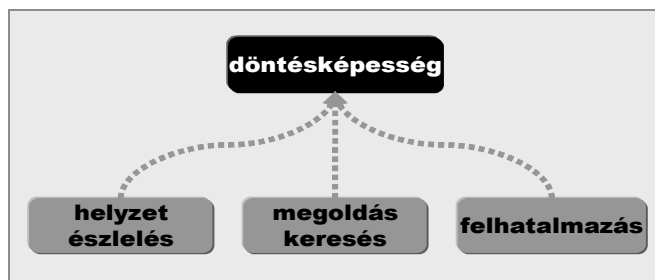 döntésképesség
helyzet
észlelés
megoldás
keresés
felhatalmazás